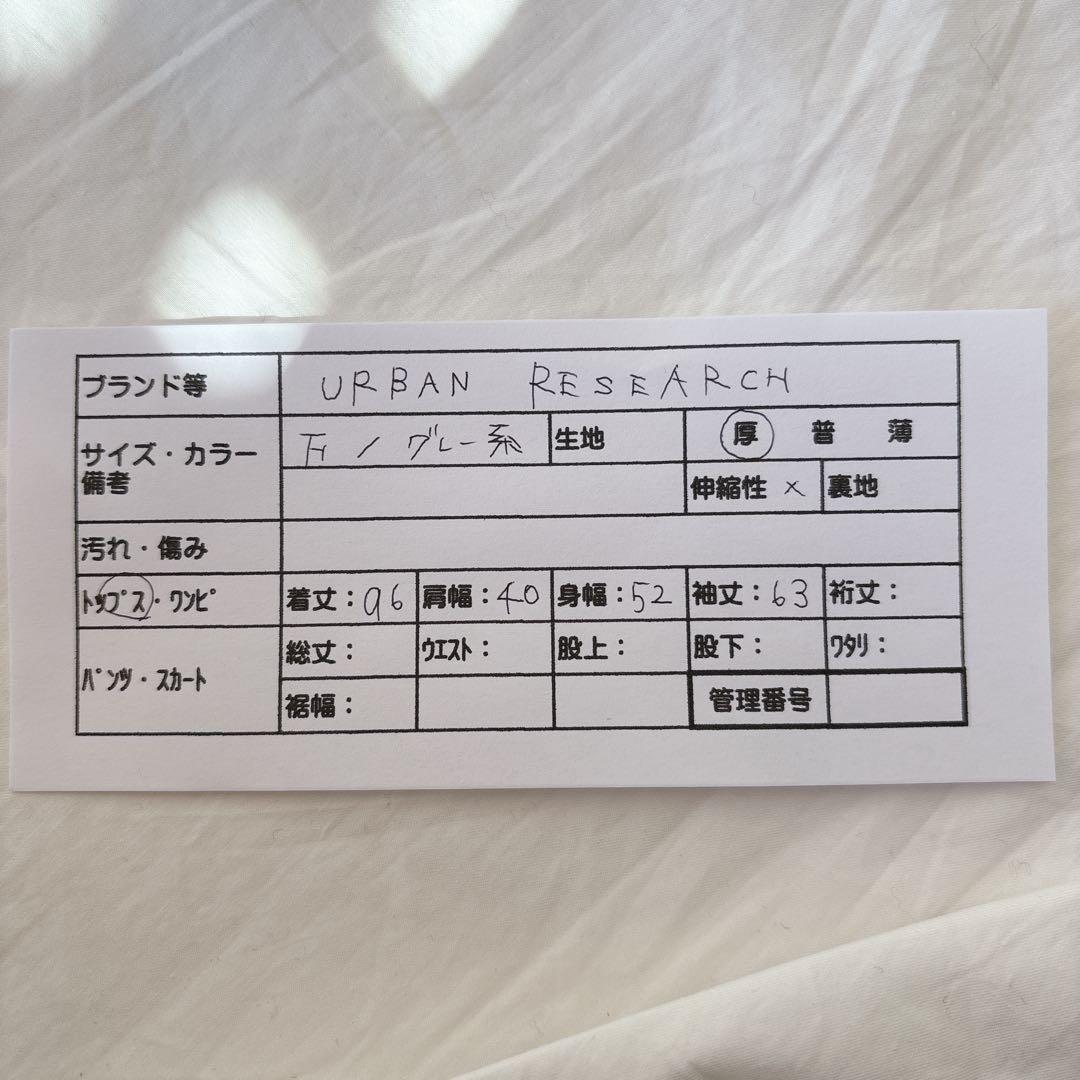 ブランド等 URBAN RESEARCH
サイズ・カラー 備考 F / グレー系 生地 厚 普 薄
伸縮性 × 裏地
汚れ・傷み
トップス・ワンピ 着丈：96 肩幅：40 身幅：52 袖丈：63 裄丈：
パンツ・スカート 総丈： ウエスト： 股上： 股下： ワタリ：
裾幅： 管理番号